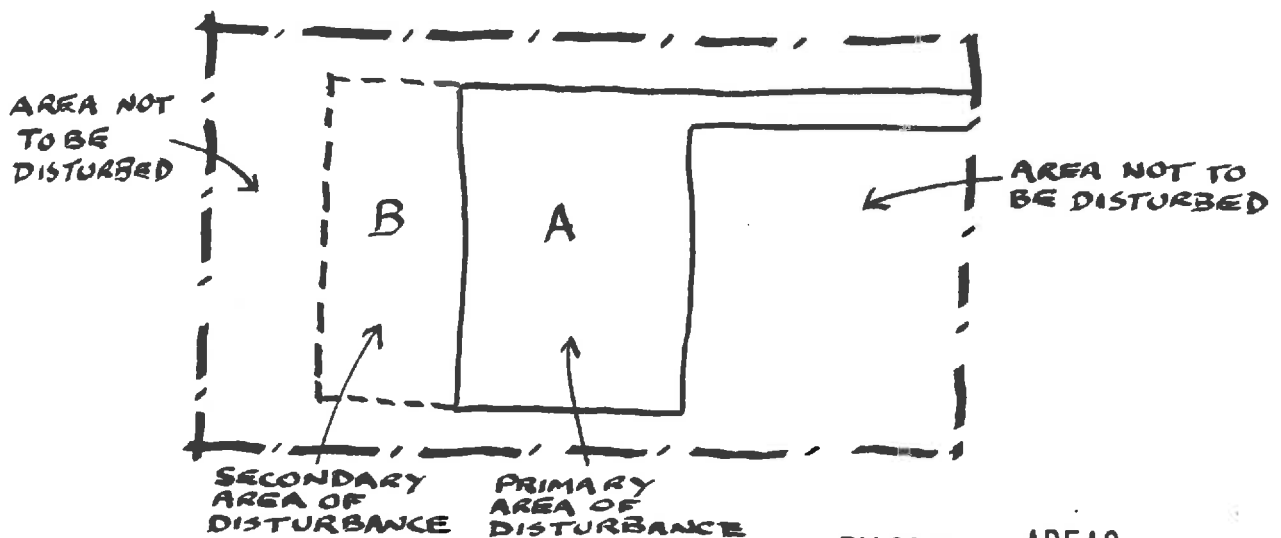 AREA NOT
TO BE
DISTURBED
AREA NOT TO
BE DISTURBED
B
A
SECONDARY
AREA OF
DISTURBANCE
PRIMARY
AREA OF
DISTURBANCE
AREAS